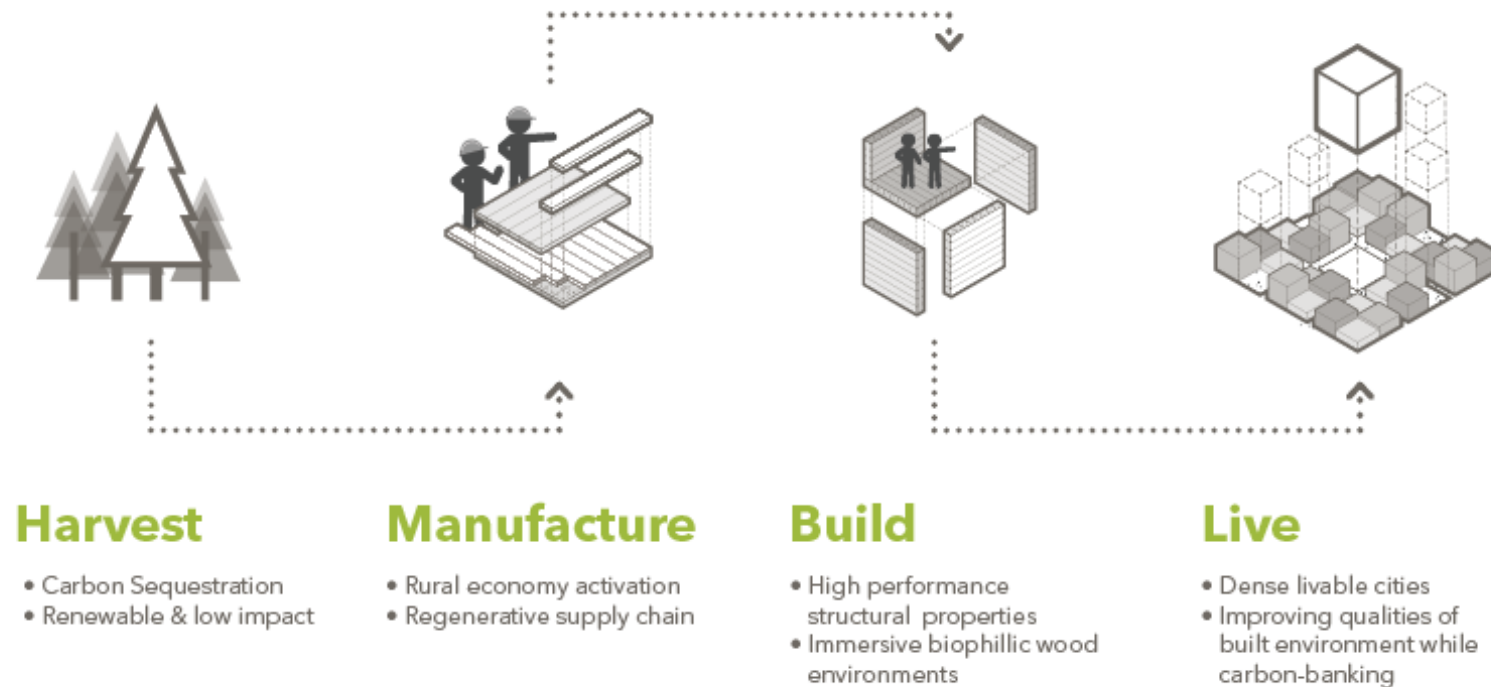 Harvest
• Carbon Sequestration
• Renewable & low impact
Manufacture
• Rural economy activation
• Regenerative supply chain
Build
• High performance
structural properties
• Immersive biophillic wood
environments
Live
• Dense livable cities
• Improving qualities of
built environment while
carbon-banking